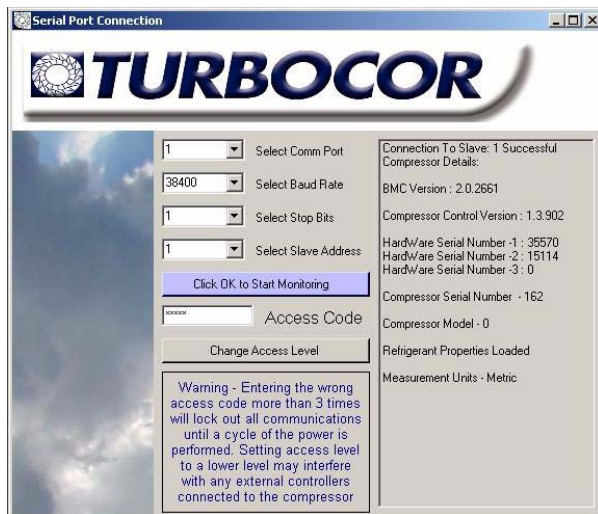 Serial Port Connection
TURBOCOR
1 Select Comm Port
38400 Select Baud Rate
1 Select Stop Bits
1 Select Slave Address
Click OK to Start Monitoring
xxxxx Access Code
Change Access Level
Warning - Entering the wrong
access code more than 3 times
will lock out all communications
until a cycle of the power is
performed. Setting access level
to a lower level may interfere
with any external controllers
connected to the compressor
Connection To Slave: 1 Successful
Compressor Details:
BMC Version : 2.0.2661
Compressor Control Version : 1.3.902
HardWare Serial Number -1 : 35570
HardWare Serial Number -2 : 15114
HardWare Serial Number -3 : 0
Compressor Serial Number - 162
Compressor Model - 0
Refrigerant Properties Loaded
Measurement Units - Metric